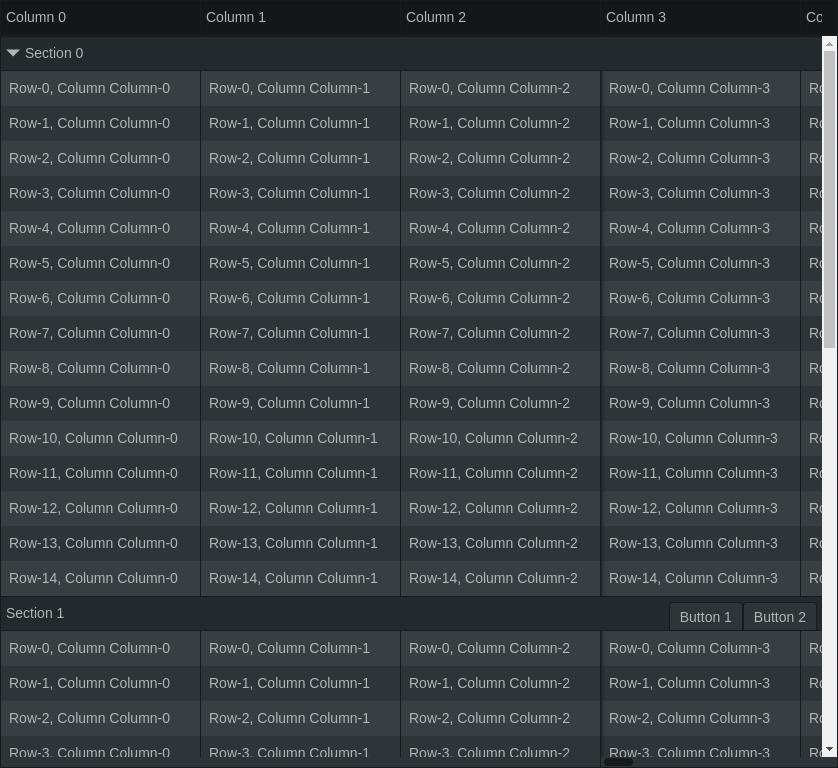 Column 0 Column 1 Column 2 Column 3 Co
Section 0
Row-0, Column Column-0 Row-0, Column Column-1 Row-0, Column Column-2 Row-0, Column Column-3 Ro
Row-1, Column Column-0 Row-1, Column Column-1 Row-1, Column Column-2 Row-1, Column Column-3 Ro
Row-2, Column Column-0 Row-2, Column Column-1 Row-2, Column Column-2 Row-2, Column Column-3 Ro
Row-3, Column Column-0 Row-3, Column Column-1 Row-3, Column Column-2 Row-3, Column Column-3 Ro
Row-4, Column Column-0 Row-4, Column Column-1 Row-4, Column Column-2 Row-4, Column Column-3 Ro
Row-5, Column Column-0 Row-5, Column Column-1 Row-5, Column Column-2 Row-5, Column Column-3 Ro
Row-6, Column Column-0 Row-6, Column Column-1 Row-6, Column Column-2 Row-6, Column Column-3 Ro
Row-7, Column Column-0 Row-7, Column Column-1 Row-7, Column Column-2 Row-7, Column Column-3 Ro
Row-8, Column Column-0 Row-8, Column Column-1 Row-8, Column Column-2 Row-8, Column Column-3 Ro
Row-9, Column Column-0 Row-9, Column Column-1 Row-9, Column Column-2 Row-9, Column Column-3 Ro
Row-10, Column Column-0 Row-10, Column Column-1 Row-10, Column Column-2 Row-10, Column Column-3 Ro
Row-11, Column Column-0 Row-11, Column Column-1 Row-11, Column Column-2 Row-11, Column Column-3 Ro
Row-12, Column Column-0 Row-12, Column Column-1 Row-12, Column Column-2 Row-12, Column Column-3 Ro
Row-13, Column Column-0 Row-13, Column Column-1 Row-13, Column Column-2 Row-13, Column Column-3 Ro
Row-14, Column Column-0 Row-14, Column Column-1 Row-14, Column Column-2 Row-14, Column Column-3 Ro
Section 1 Button 1 Button 2
Row-0, Column Column-0 Row-0, Column Column-1 Row-0, Column Column-2 Row-0, Column Column-3 Ro
Row-1, Column Column-0 Row-1, Column Column-1 Row-1, Column Column-2 Row-1, Column Column-3 Ro
Row-2, Column Column-0 Row-2, Column Column-1 Row-2, Column Column-2 Row-2, Column Column-3 Ro
Row-3, Column Column-0 Row-3, Column Column-1 Row-3, Column Column-2 Row-3, Column Column-3 Ro